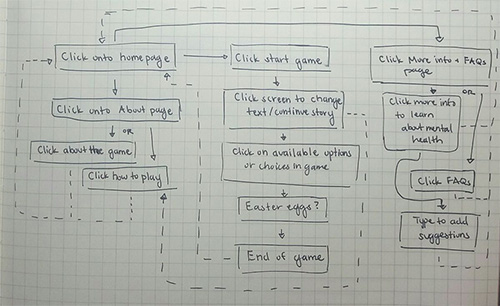 Click onto homepage
Click start game
Click More info + FAQs
page
OR
Click onto About page
Click screen to change
text/continue story
Click more info
to learn
about mental
health
OR
Click about the game
Click on available options
or choices in game
Click how to play
Click FAQs
Easter eggs?
Type to add
suggestions
End of game